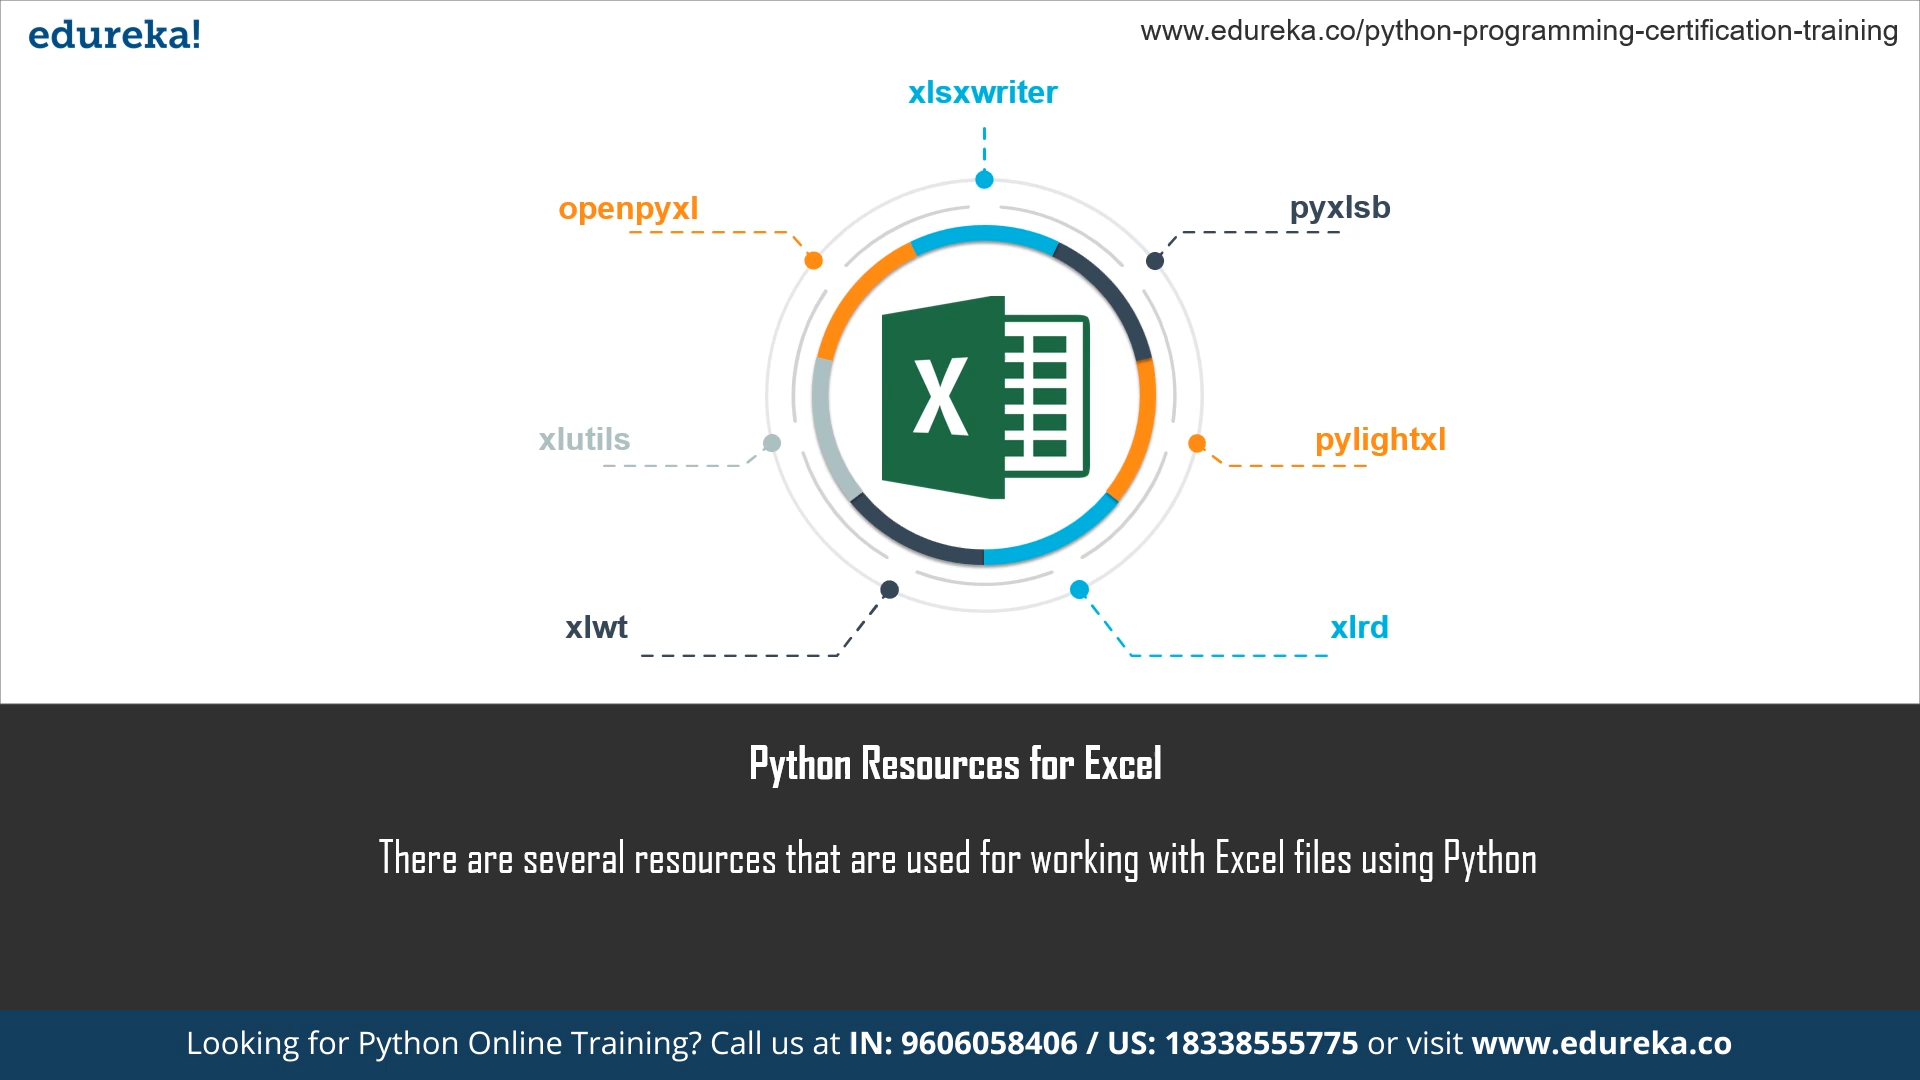 edureka!
www.edureka.co/python-programming-certification-training
xlsxwriter
openpyxl
pyxlsb
X
xlutils
pylightxl
xlwt
xlrd
Python Resources for Excel
There are several resources that are used for working with Excel files using Python
Looking for Python Online Training? Call us at IN: 9606058406 / US: 18338555775 or visit www.edureka.co